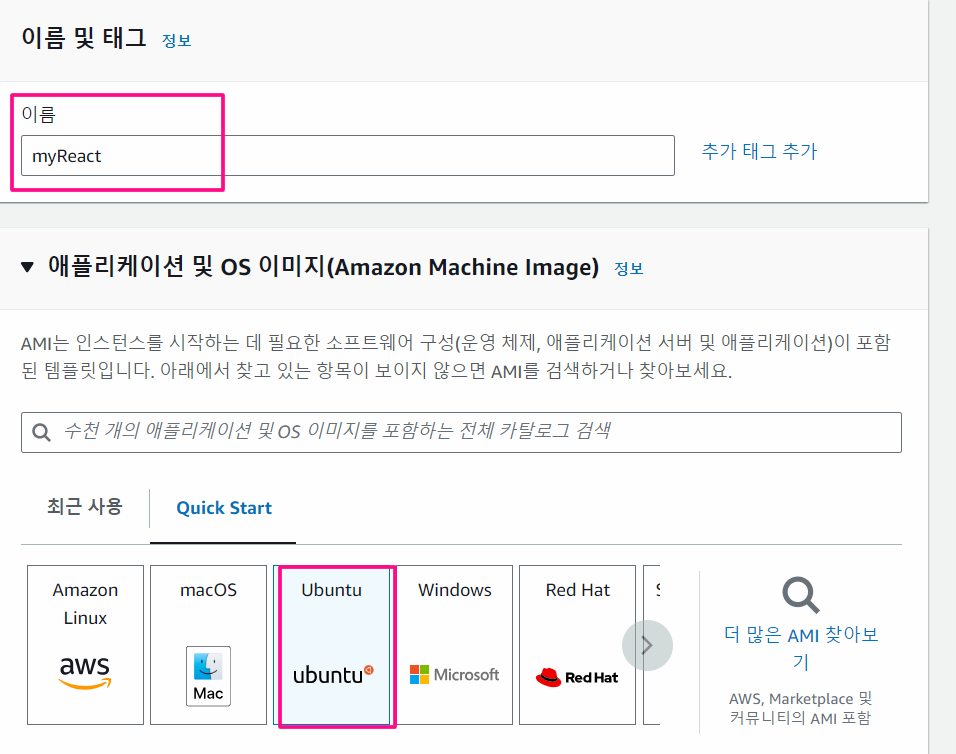 이름 및 태그 정보
이름
myReact
추가 태그 추가
애플리케이션 및 OS 이미지(Amazon Machine Image) 정보
AMI는 인스턴스를 시작하는 데 필요한 소프트웨어 구성(운영 체제, 애플리케이션 서버 및 애플리케이션)이 포함
된 템플릿입니다. 아래에서 찾고 있는 항목이 보이지 않으면 AMI를 검색하거나 찾아보세요.
수천 개의 애플리케이션 및 OS 이미지를 포함하는 전체 카탈로그 검색
최근 사용
Quick Start
Amazon
Linux
aws
macOS
Mac
Ubuntu
ubuntu
Windows
Microsoft
Red Hat
Red Hat
더 많은 AMI 찾아보
기
AWS, Marketplace 및
커뮤니티의 AMI 포함